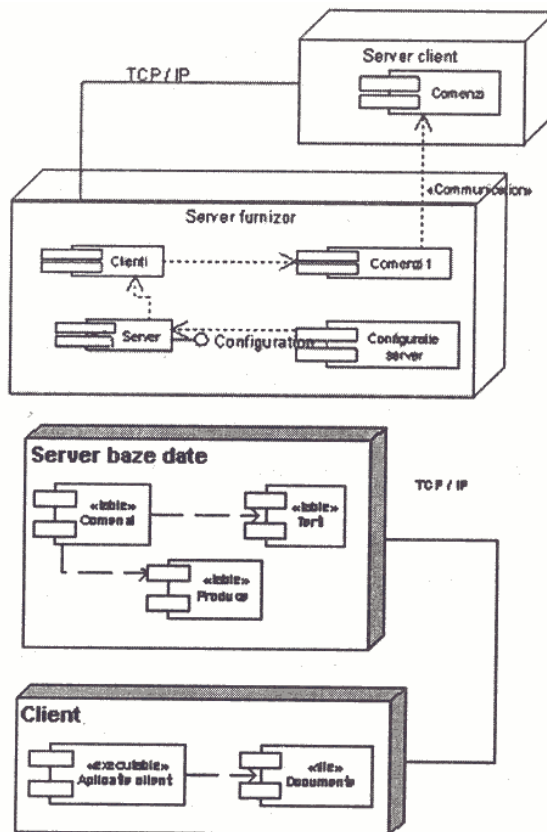 Server client
Comenzi
TCP / IP
«Communication»
Server furnizor
Clienti
Comenzi 1
Server
Configuration
Configuratie
server
Server baze date
TCP / IP
«table»
Comenzi
«table»
Terti
«table»
Produse
Client
«executable»
Aplicatie client
«file»
Documente